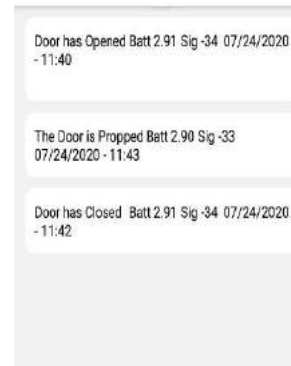 Door has Opened Batt 2.91 Sig -34 07/24/2020
- 11:40
The Door is Propped Batt 2.90 Sig -33
07/24/2020 - 11:43
Door has Closed Batt 2.91 Sig -34 07/24/2020
- 11:42